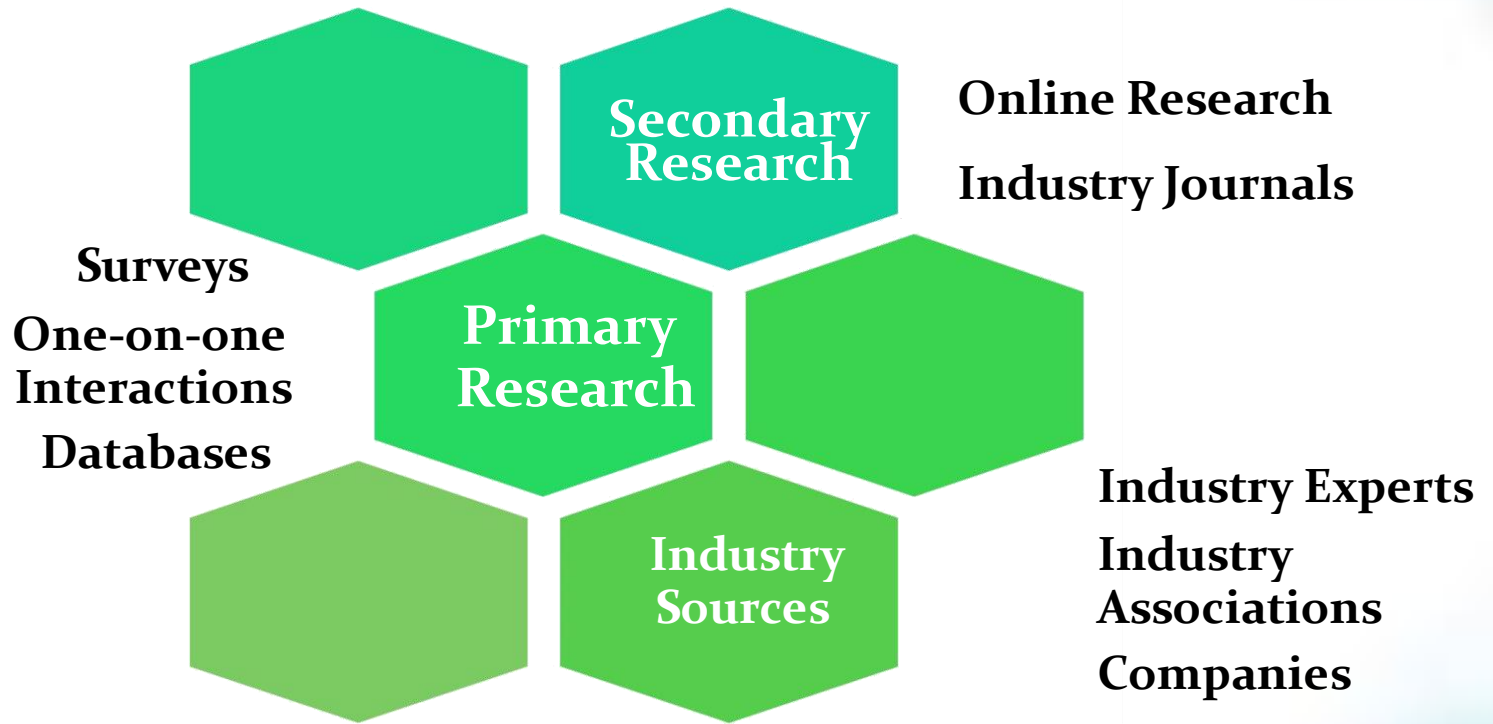 Secondary
Research
Online Research
Industry Journals
Surveys
One-on-one
Interactions
Databases
Primary
Research
Industry
Sources
Industry Experts
Industry
Associations
Companies